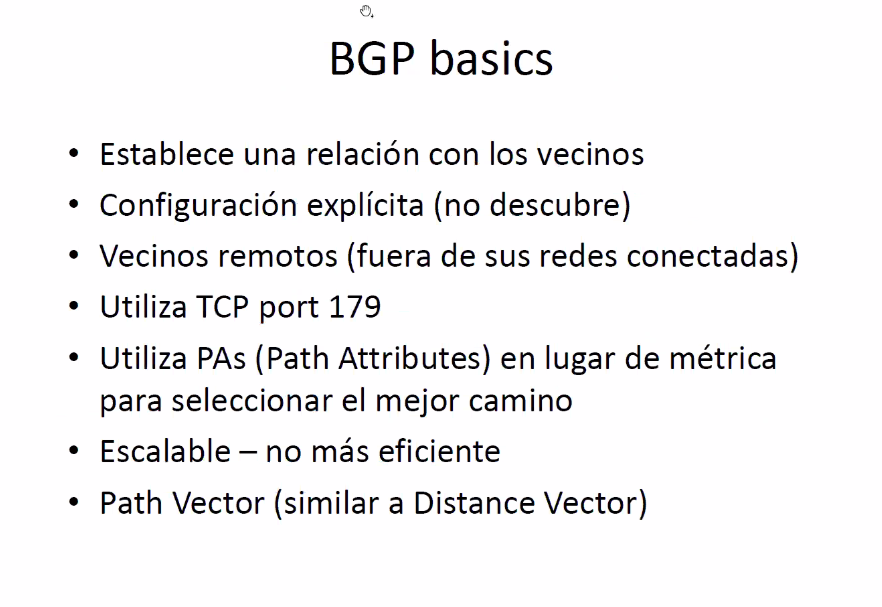 BGP basics
• Establece una relación con los vecinos
• Configuración explícita (no descubre)
• Vecinos remotos (fuera de sus redes conectadas)
• Utiliza TCP port 179
• Utiliza PAs (Path Attributes) en lugar de métrica
para seleccionar el mejor camino
• Escalable – no más eficiente
• Path Vector (similar a Distance Vector)